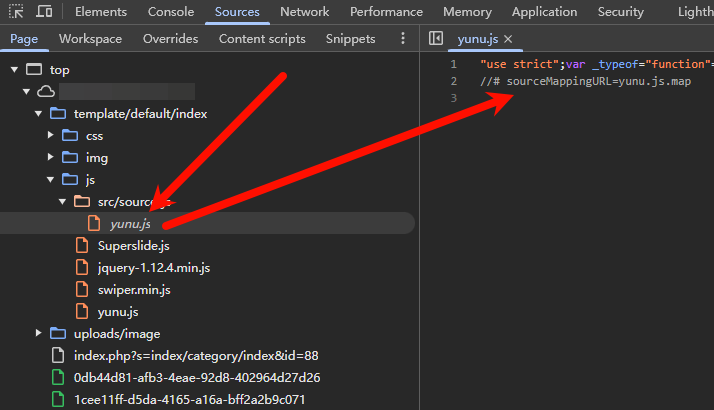 Elements Console Sources Network Performance Memory Application Security Lighth
Page Workspace Overrides Content scripts Snippets
yunu.js
top
template/default/index
css
img
js
src/source.js
yunu.js
Superslide.js
jquery-1.12.4.min.js
swiper.min.js
yunu.js
uploads/image
index.php?s=index/category/index&id=88
0db44d81-afb3-4eae-92d8-402964d27d26
1cee11ff-d5da-4165-a16a-bff2a2b9c071
1 "use strict";var _typeof="function"=
2 //# sourceMappingURL=yunu.js.map
3